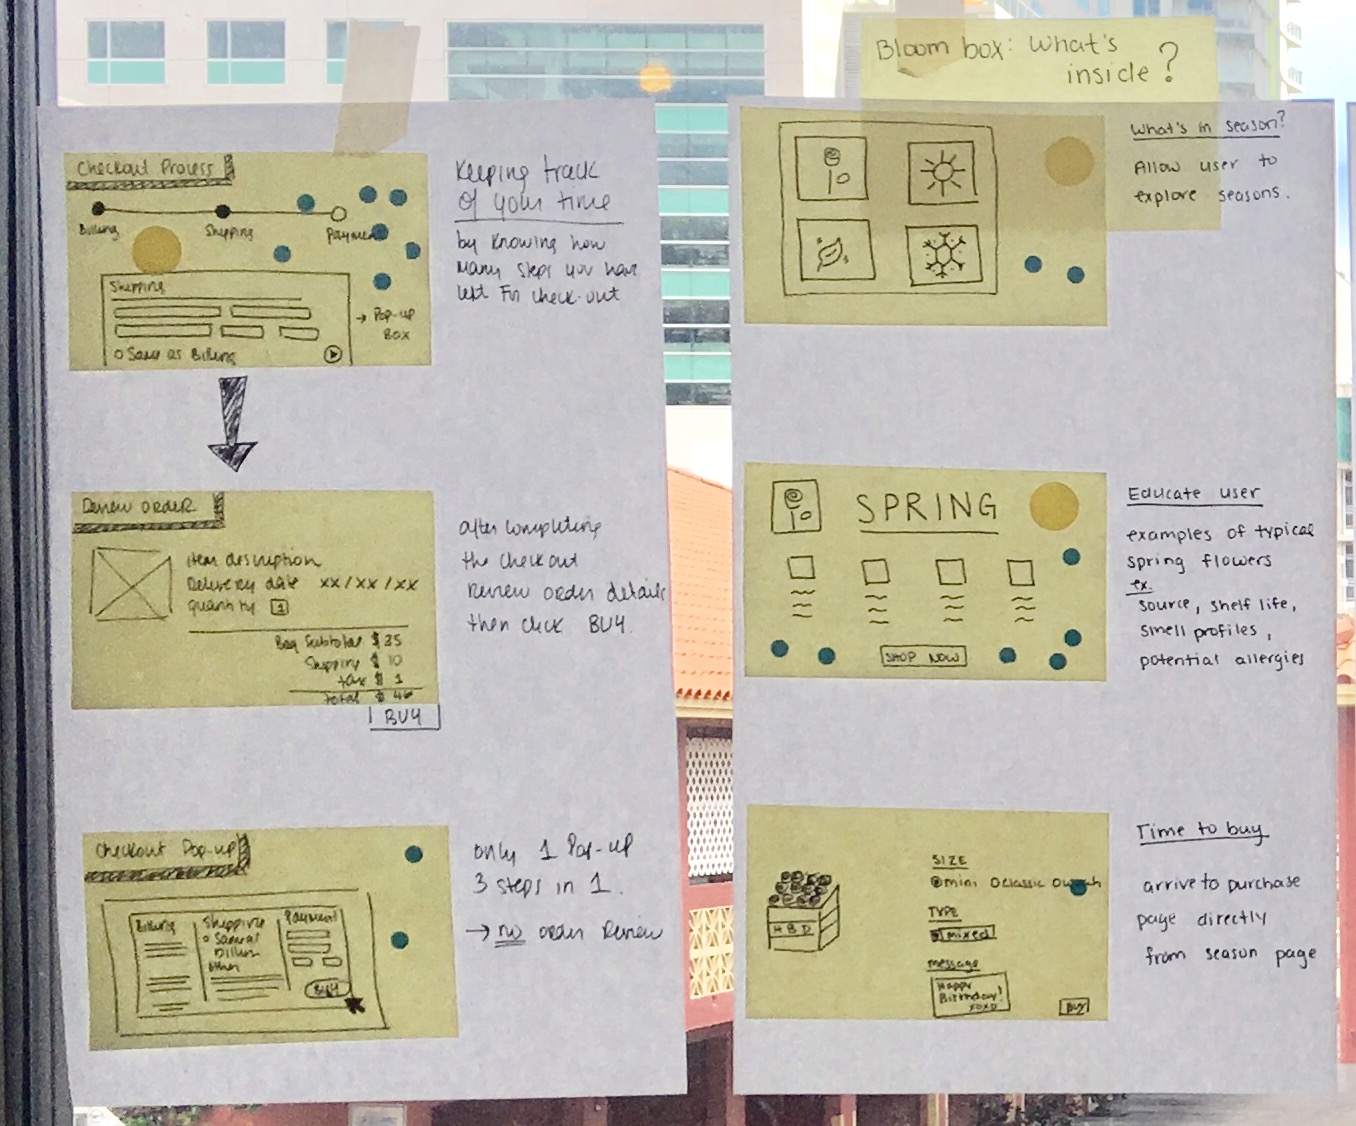 Checkout Process
Billing
Shipping
Payment
Shipping
→ Pop-up
Box
O Same as Billing
Keeping track
of your time
by knowing how
many steps you have
left for check-out
Review order
item description
Delivery date xx/xx/xx
quantity 1
Bag Subtotal $35
Shipping $10
tax $1
total $46
BUY
after completing
the checkout
Review order details
then click BUY.
Checkout Pop-up
Billing
Shipping
o Same as
Billing
other
Payment
BUY
only 1 Pop-up
3 steps in 1.
→ no order Review
Bloom box: What's
inside?
What's in season?
Allow user to
explore seasons.
SPRING
SHOP NOW
Educate user
examples of typical
spring flowers
ex.
source, shelf life,
smell profiles,
potential allergies
HBD
SIZE
mini O classic O
TYPE
mixed
message
Happy
Birthday!
xoxo
BUY
Time to buy
arrive to purchase
page directly
from season page